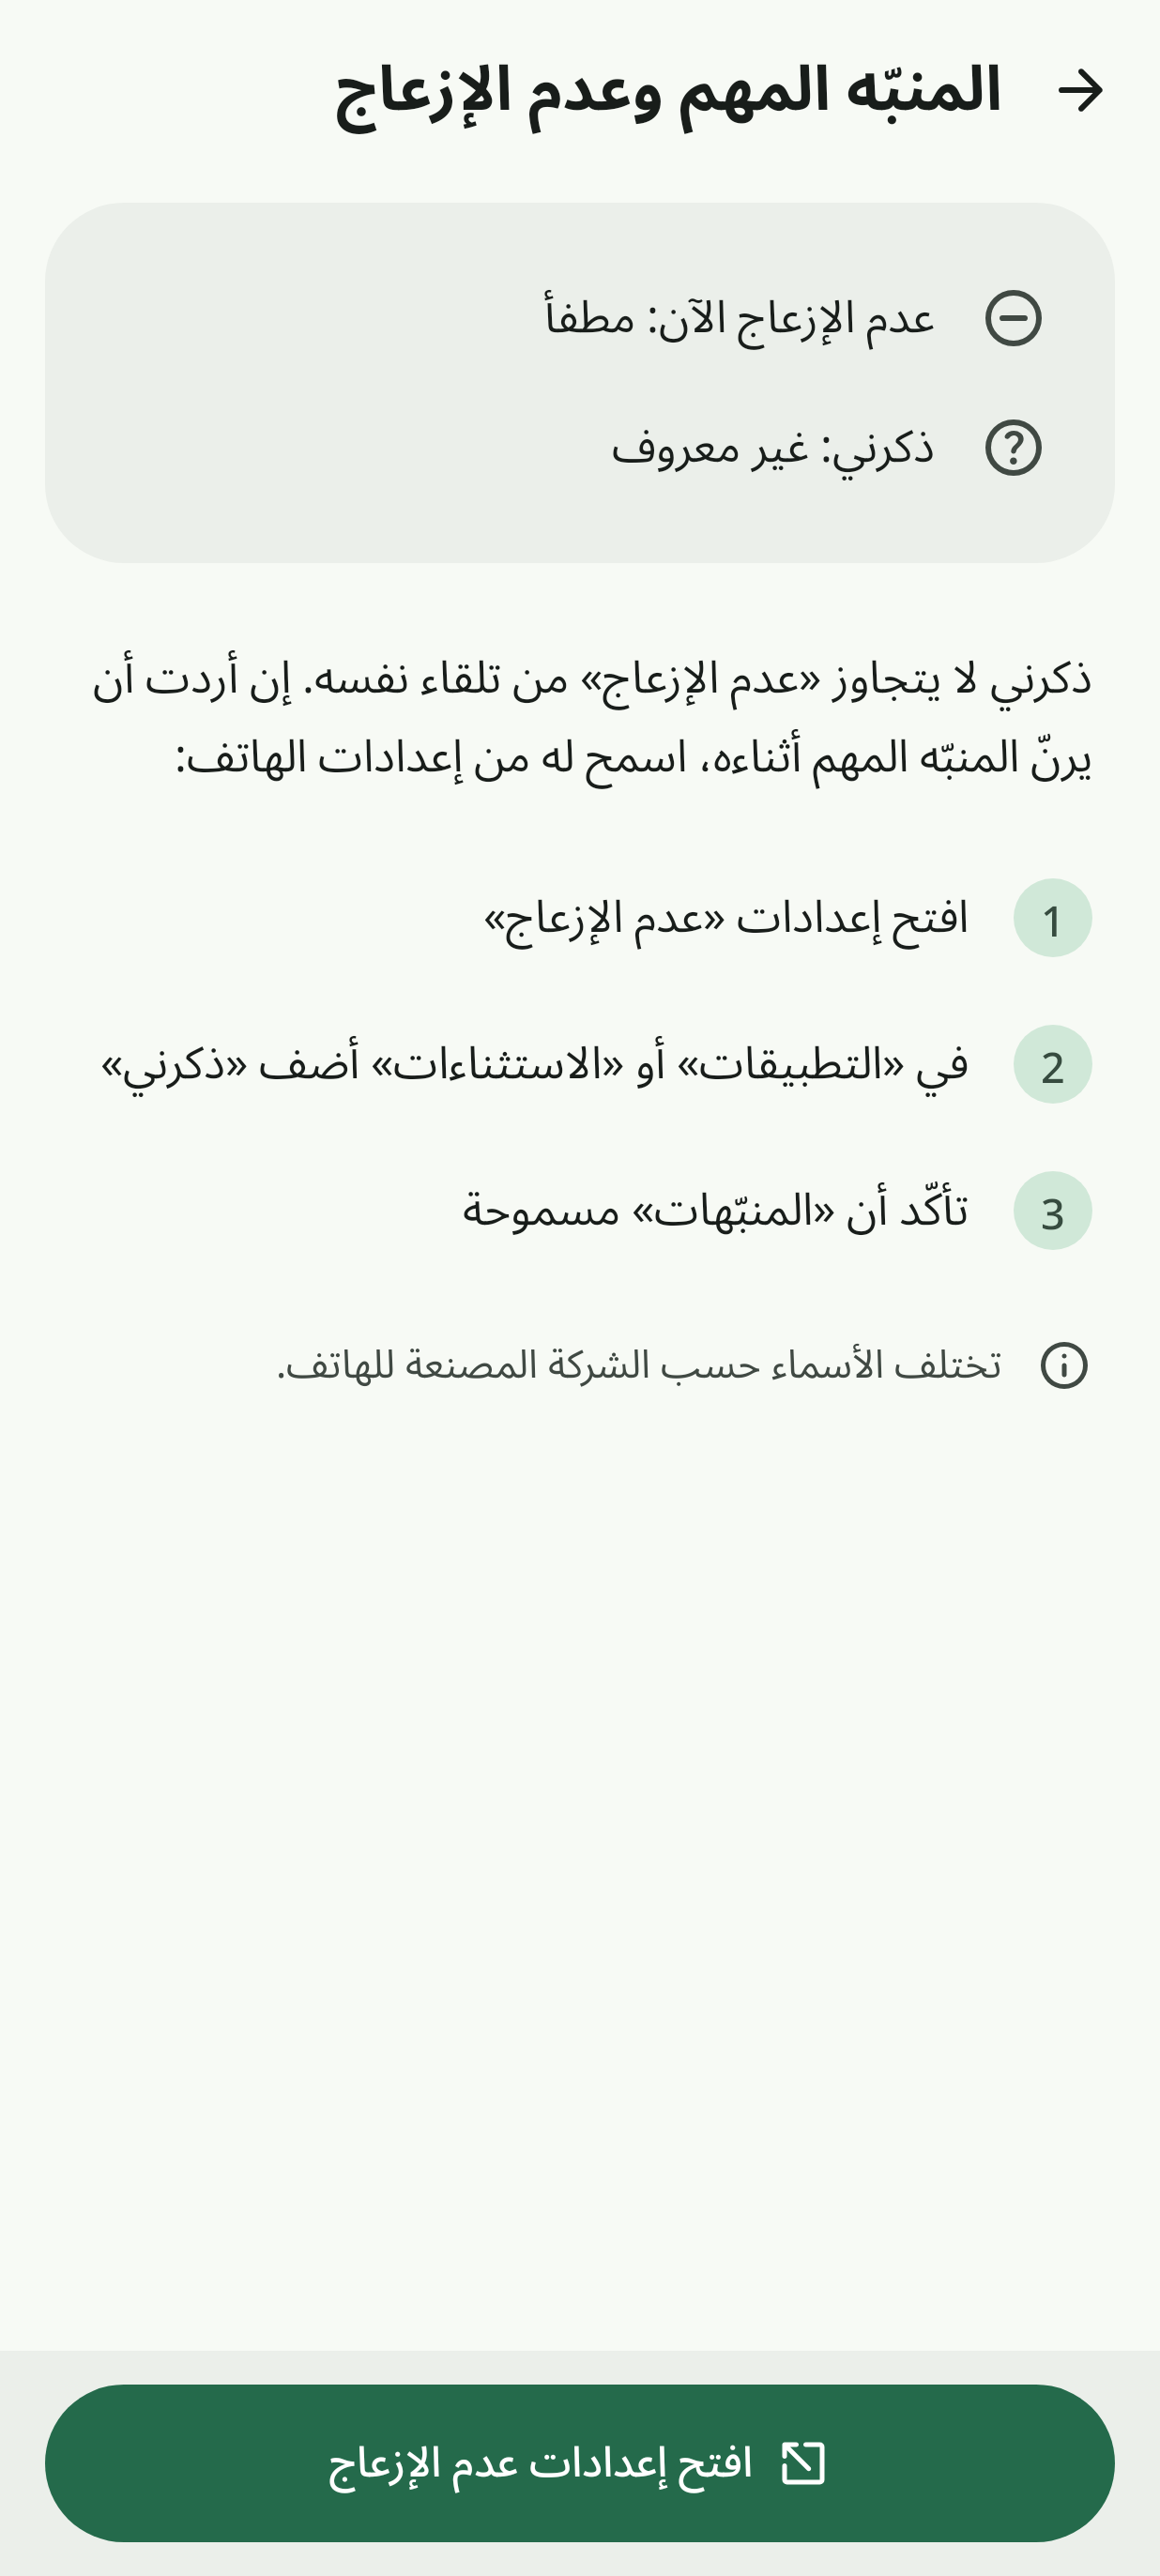 المنبّه المهم وعدم الإزعاج
عدم الإزعاج الآن: مطفأ
ذكرني: غير معروف
ذكرني لا يتجاوز «عدم الإزعاج» من تلقاء نفسه. إن أردت أن
يرنّ المنبّه المهم أثناءه، اسمح له من إعدادات الهاتف:
1 افتح إعدادات «عدم الإزعاج»
2 في «التطبيقات» أو «الاستثناءات» أضف «ذكرني»
3 تأكّد أن «المنبّهات» مسموحة
تختلف الأسماء حسب الشركة المصنعة للهاتف.
افتح إعدادات عدم الإزعاج